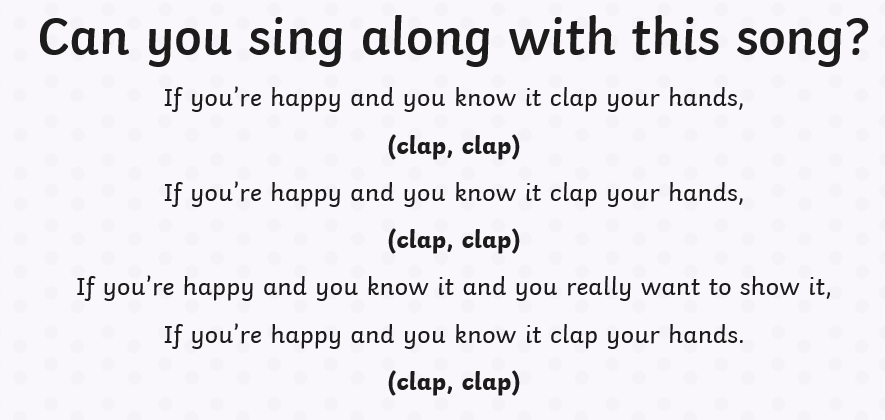 Can you sing along with this song?
If you’re happy and you know it clap your hands,
(clap, clap)
If you’re happy and you know it clap your hands,
(clap, clap)
If you’re happy and you know it and you really want to show it,
If you’re happy and you know it clap your hands.
(clap, clap)